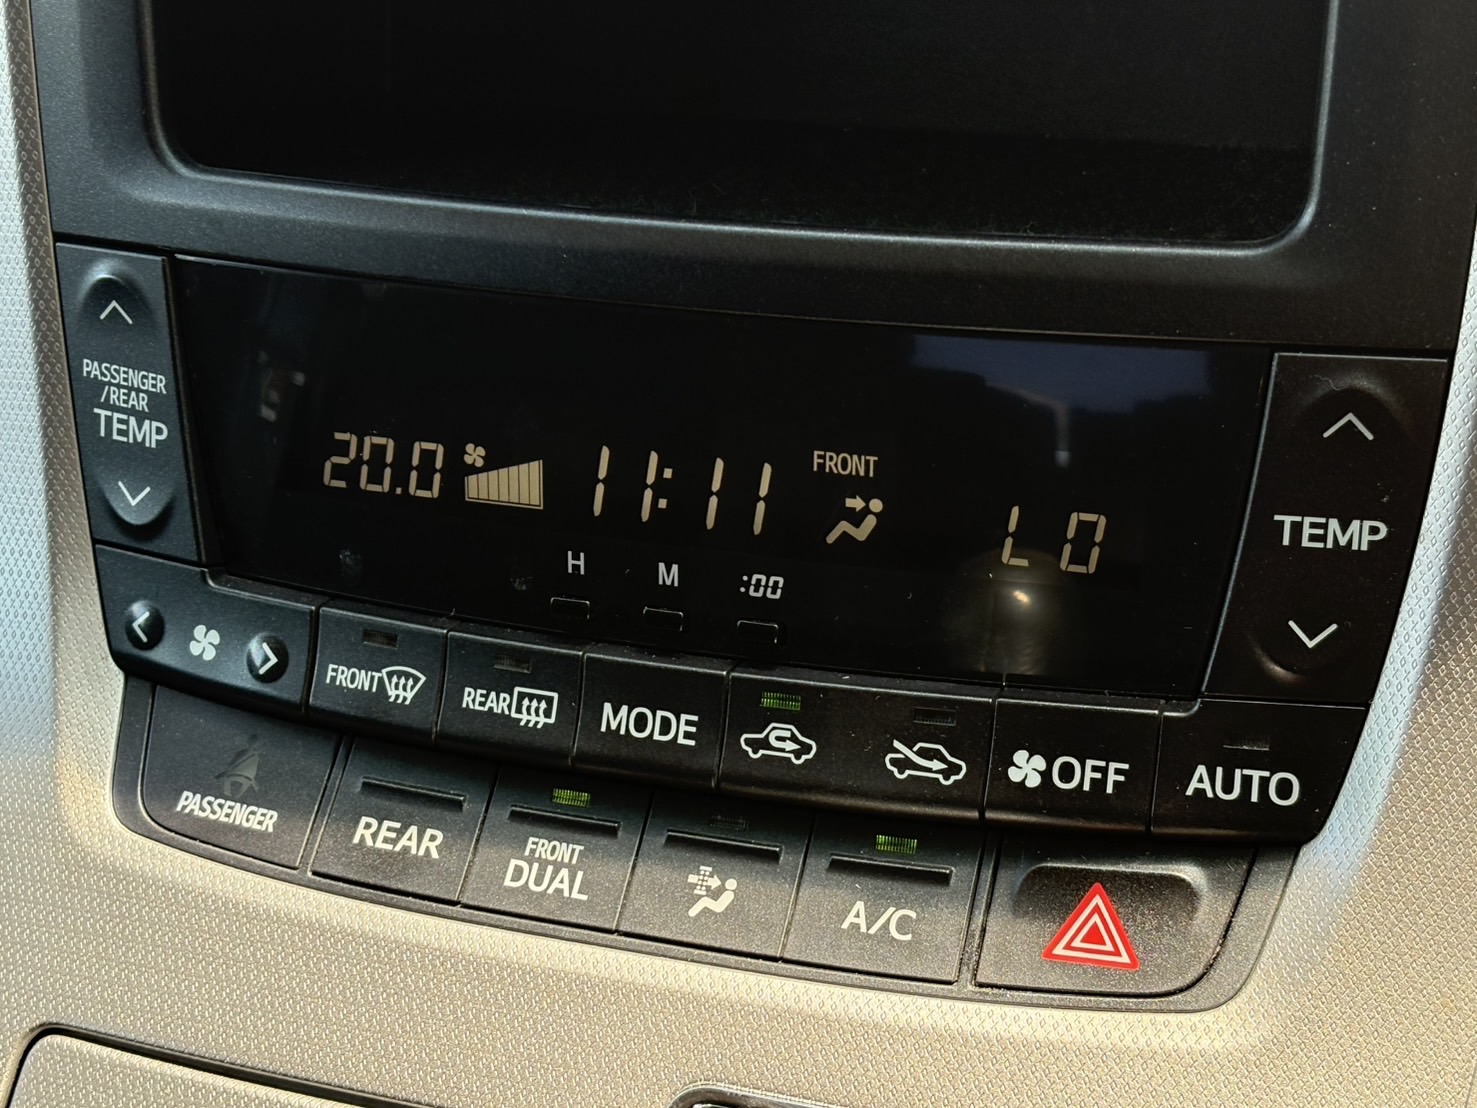 PASSENGER
/REAR
TEMP
20.0
11:11
FRONT
LO
TEMP
H
M
:00
FRONT
REAR
MODE
OFF
AUTO
PASSENGER
REAR
FRONT
DUAL
A/C